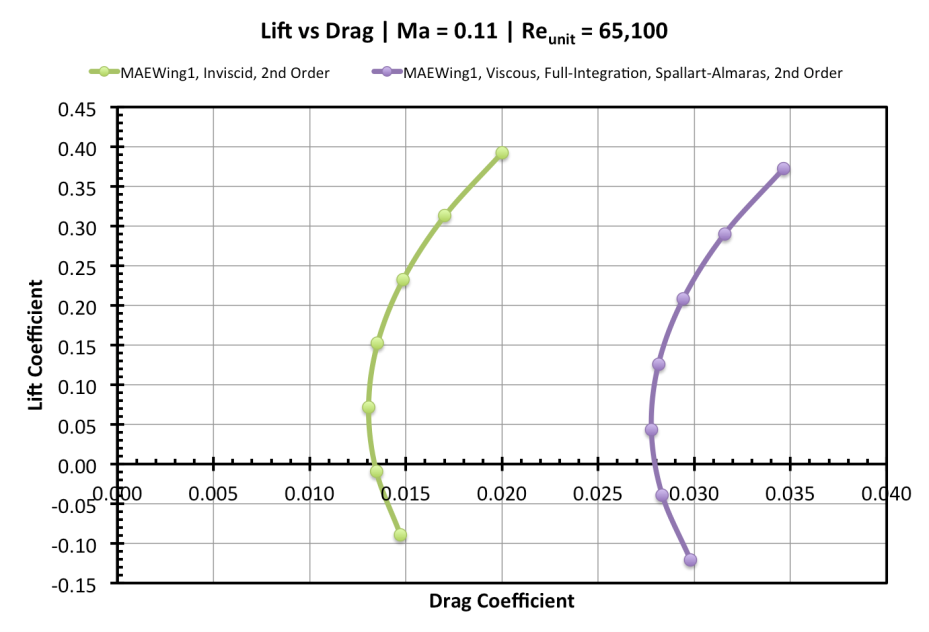 Lift vs Drag | Ma = 0.11 | Reunit = 65,100
MAEWing1, Inviscid, 2nd Order
MAEWing1, Viscous, Full-Integration, Spallart-Almaras, 2nd Order
0.45
0.40
0.35
0.30
0.25
0.20
0.15
0.10
0.05
0.00
-0.05
-0.10
-0.15
Lift Coefficient
0.000 0.005 0.010 0.015 0.020 0.025 0.030 0.035 0.040
Drag Coefficient